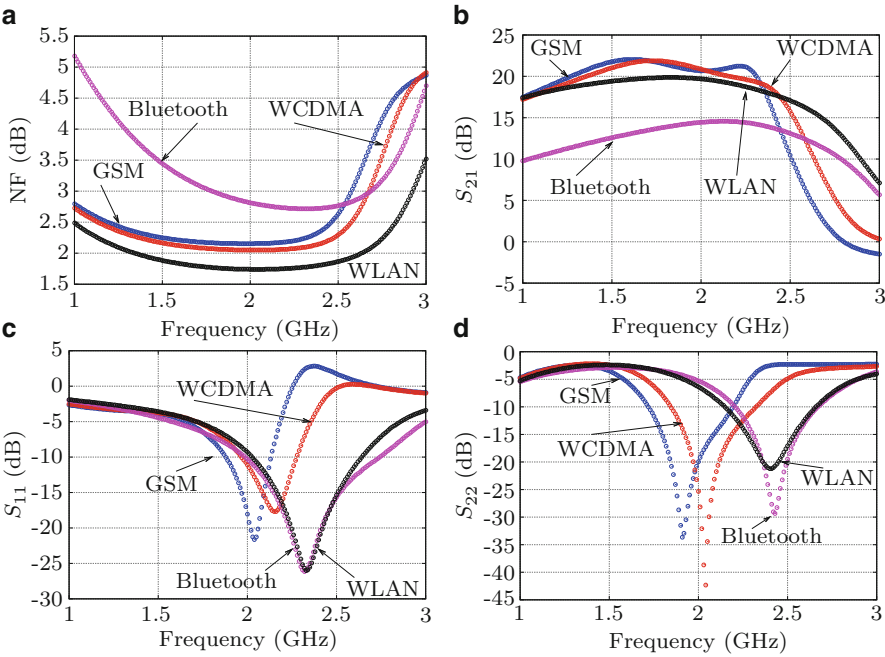 a
5.5
5
4.5
4
3.5
3
2.5
2
1.5
NF (dB)
Bluetooth
WCDMA
GSM
WLAN
1 1.5 2 2.5 3
Frequency (GHz)
b
25
20
15
10
5
0
-5
S21 (dB)
GSM
WCDMA
Bluetooth
WLAN
1 1.5 2 2.5 3
Frequency (GHz)
c
5
0
-5
-10
-15
-20
-25
-30
S11 (dB)
WCDMA
GSM
Bluetooth
WLAN
1 1.5 2 2.5 3
Frequency (GHz)
d
0
-5
-10
-15
-20
-25
-30
-35
-40
-45
S22 (dB)
GSM
WCDMA
WLAN
Bluetooth
1 1.5 2 2.5 3
Frequency (GHz)